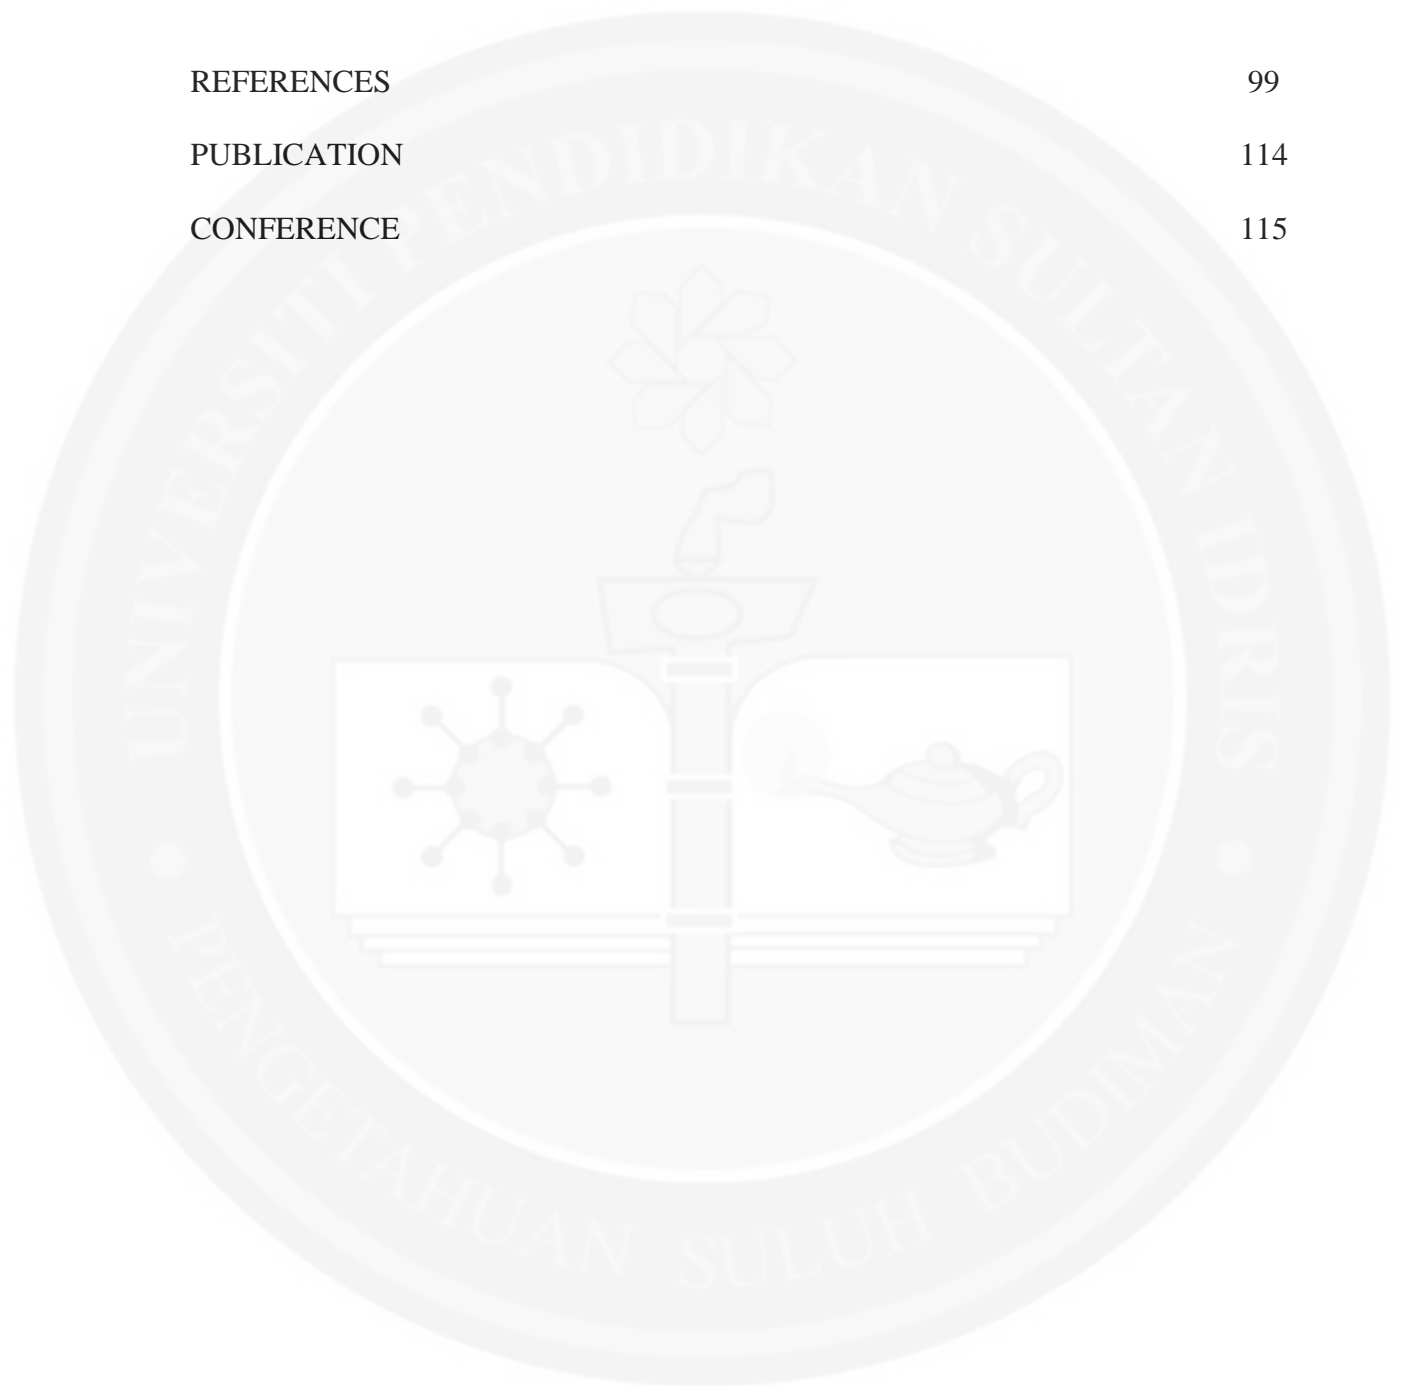 REFERENCES 99
PUBLICATION 114
CONFERENCE 115
UNIVERSITI PENDIDIKAN SULTAN IDRIS
PENGETAHUAN SULUH BUDIMAN